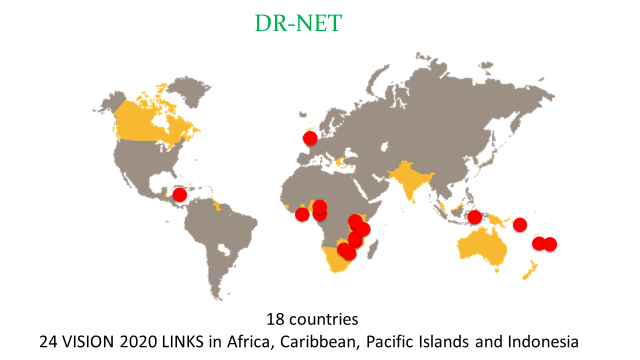 DR-NET
18 countries
24 VISION 2020 LINKS in Africa, Caribbean, Pacific Islands and Indonesia